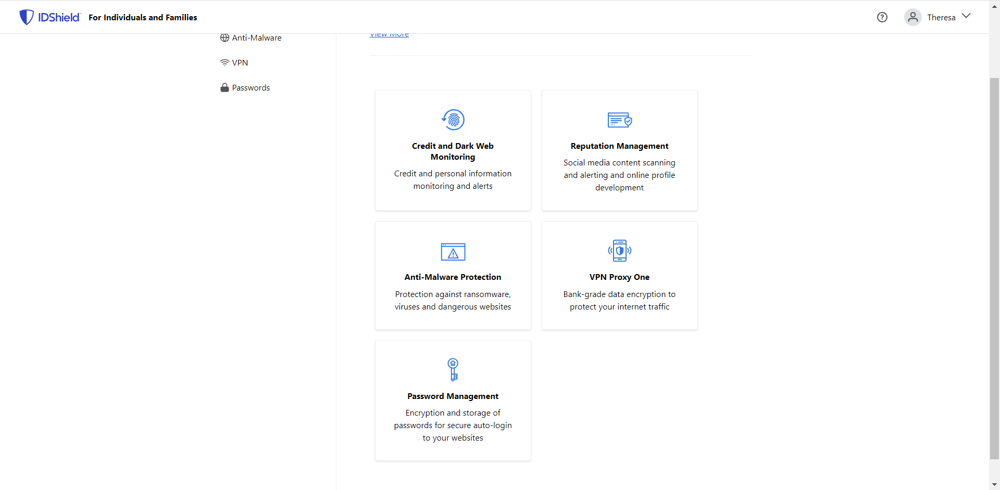 IDShield™ For Individuals and Families
Theresa
View More
Anti-Malware
VPN
Passwords
Credit and Dark Web
Monitoring
Credit and personal information
monitoring and alerts
Reputation Management
Social media content scanning
and alerting and online profile
development
Anti-Malware Protection
Protection against ransomware,
viruses and dangerous websites
VPN Proxy One
Bank-grade data encryption to
protect your internet traffic
Password Management
Encryption and storage of
passwords for secure auto-login
to your websites